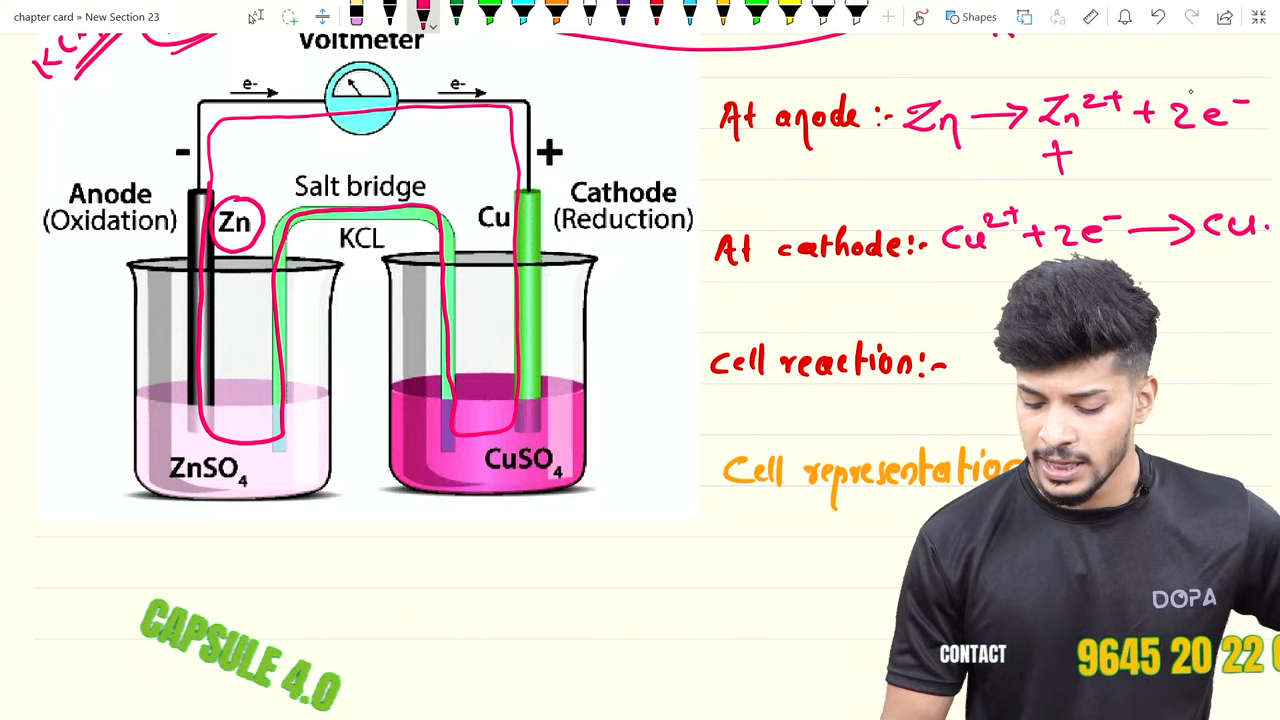 chapter card » New Section 23
Shapes
Voltmeter
e- e-
- +
Anode
(Oxidation)
Zn
Salt bridge
KCL
Cu
Cathode
(Reduction)
ZnSO4
CuSO4
At anode :- Zn → Zn2+ + 2e-
+
At cathode:- Cu2+ + 2e- → Cu.
Cell reaction:-
Cell representation
CAPSULE 4.0
DOPA
CONTACT 9645 20 22